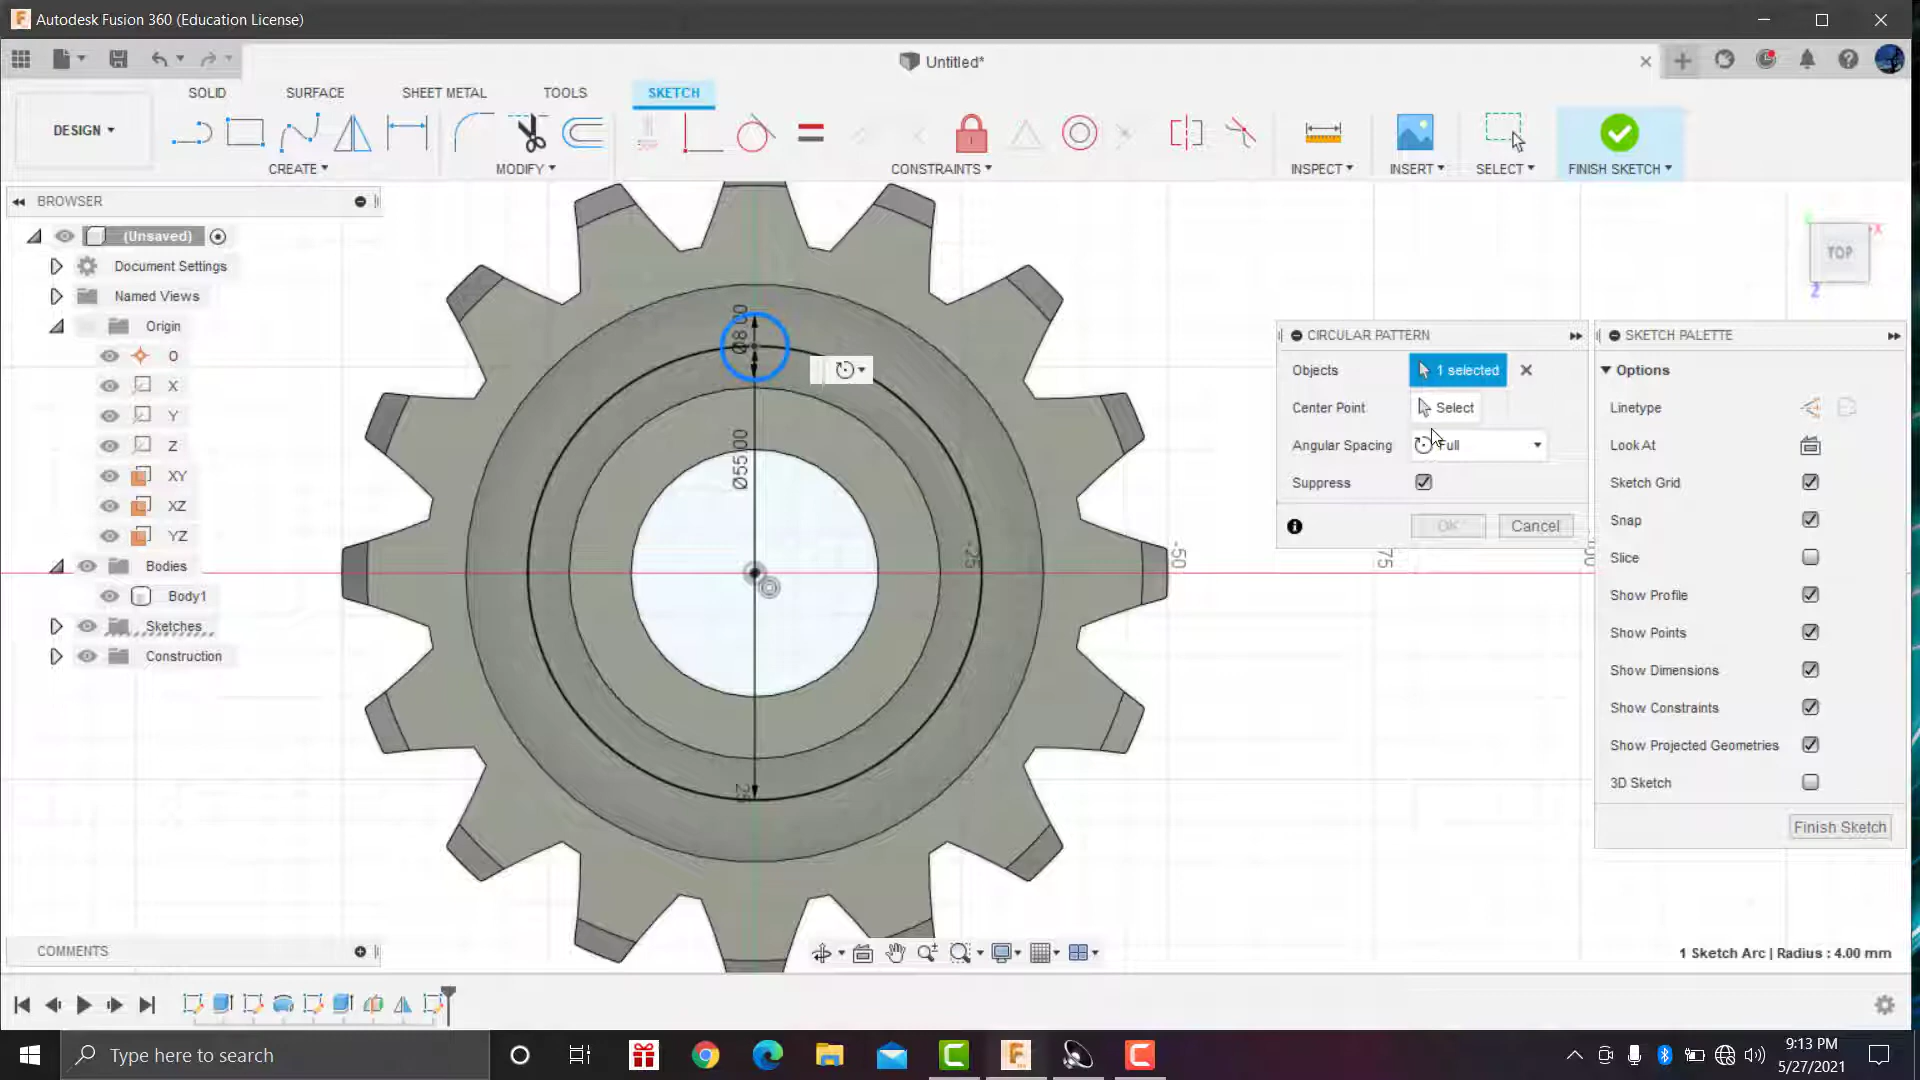 Autodesk Fusion 360 (Education License)
Untitled*
SOLID SURFACE SHEET METAL TOOLS SKETCH
DESIGN
CREATE MODIFY CONSTRAINTS INSPECT INSERT SELECT FINISH SKETCH
BROWSER
(Unsaved)
Document Settings
Named Views
Origin
O
X
Y
Z
XY
XZ
YZ
Bodies
Body1
Sketches
Construction
Ø8.00
Ø55.00
-25
-50
-75
25
TOP
X
Z
CIRCULAR PATTERN
Objects 1 selected
Center Point Select
Angular Spacing Full
Suppress
OK Cancel
SKETCH PALETTE
Options
Linetype
Look At
Sketch Grid
Snap
Slice
Show Profile
Show Points
Show Dimensions
Show Constraints
Show Projected Geometries
3D Sketch
Finish Sketch
COMMENTS
1 Sketch Arc | Radius : 4.00 mm
Type here to search
9:13 PM
5/27/2021